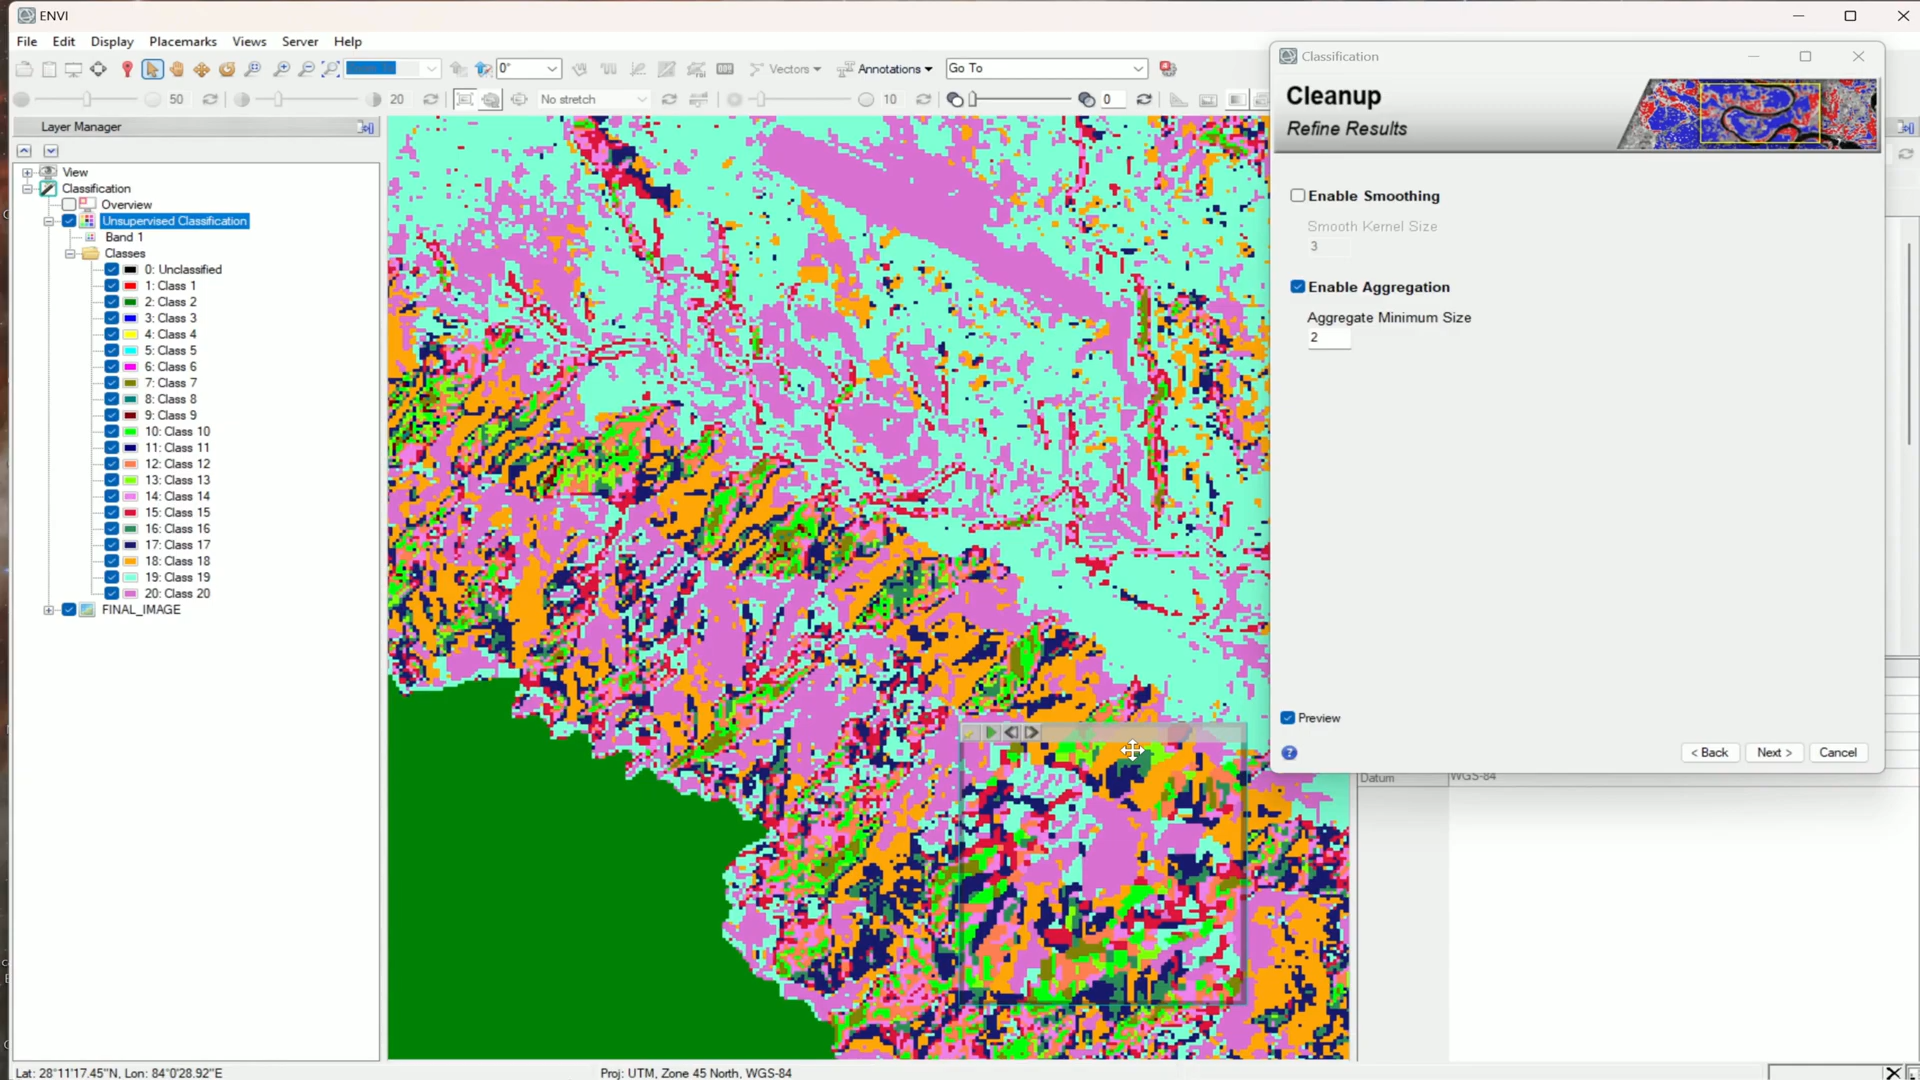 ENVI
File Edit Display Placemarks Views Server Help
0° Vectors Annotations Go To
50 20 No stretch 10 0
Layer Manager
View
Classification
Overview
Unsupervised Classification
Band 1
Classes
0: Unclassified
1: Class 1
2: Class 2
3: Class 3
4: Class 4
5: Class 5
6: Class 6
7: Class 7
8: Class 8
9: Class 9
10: Class 10
11: Class 11
12: Class 12
13: Class 13
14: Class 14
15: Class 15
16: Class 16
17: Class 17
18: Class 18
19: Class 19
20: Class 20
FINAL_IMAGE
Classification
Cleanup
Refine Results
Enable Smoothing
Smooth Kernel Size
3
Enable Aggregation
Aggregate Minimum Size
2
Preview
? < Back Next > Cancel
Datum WGS-84
Lat: 28°11'17.45"N, Lon: 84°0'28.92"E Proj: UTM, Zone 45 North, WGS-84